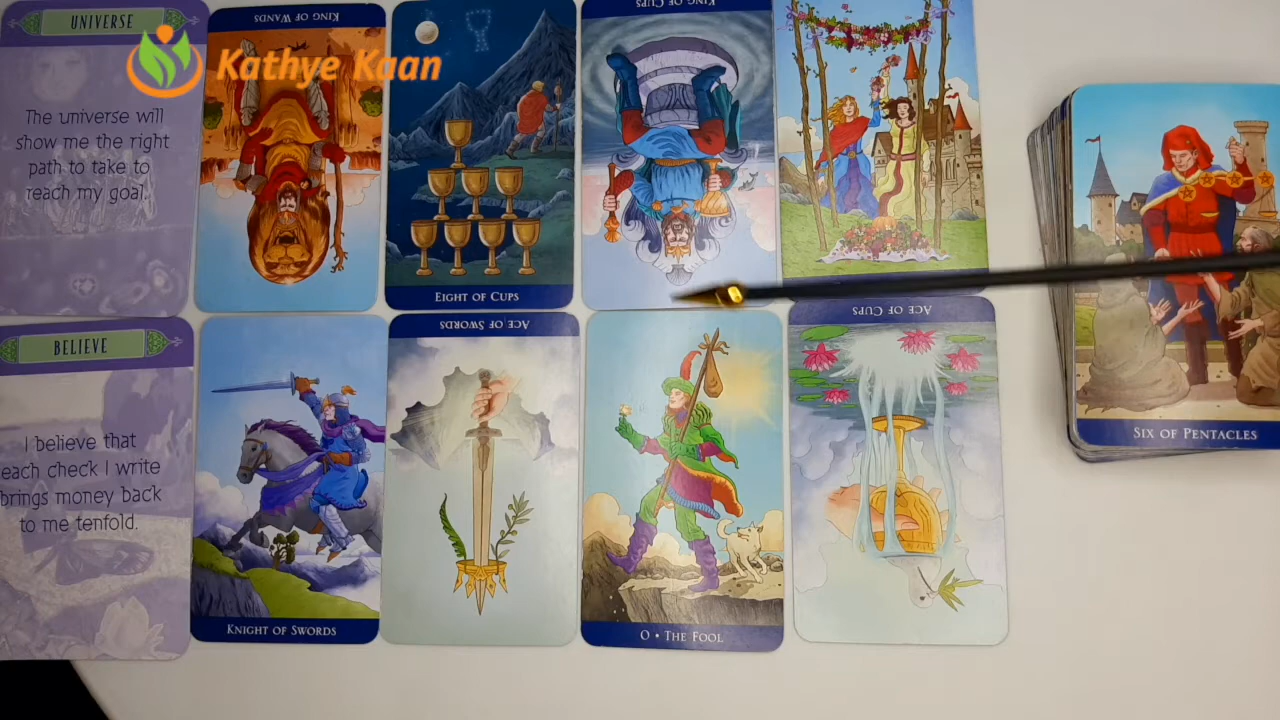 UNIVERSE
The universe will
show me the right
path to take to
reach my goal.
KING OF WANDS
Kathye Kaan
EIGHT OF CUPS
KING OF CUPS
SIX OF PENTACLES
BELIEVE
I believe that
each check I write
brings money back
to me tenfold.
KNIGHT OF SWORDS
ACE OF SWORDS
0 • THE FOOL
ACE OF CUPS